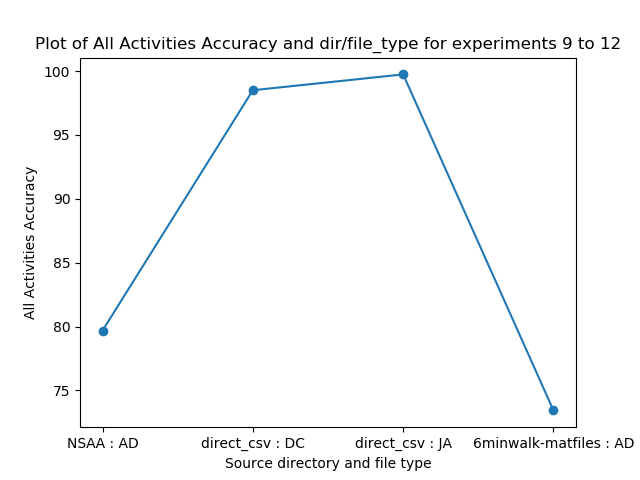 Plot of All Activities Accuracy and dir/file_type for experiments 9 to 12
100
95
90
85
80
75
All Activities Accuracy
NSAA : AD
direct_csv : DC
direct_csv : JA
6minwalk-matfiles : AD
Source directory and file type